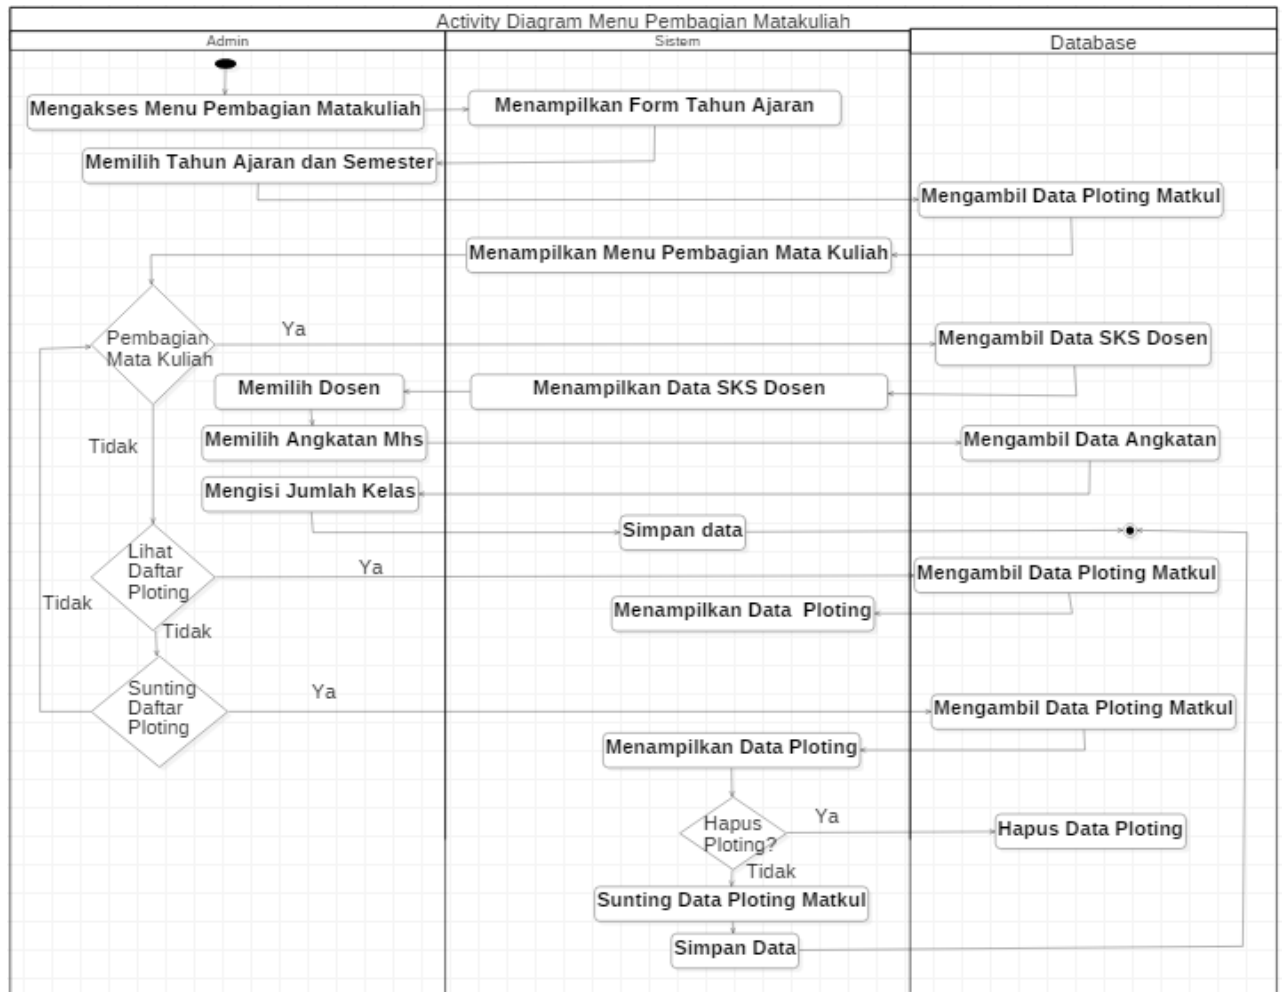 Activity Diagram Menu Pembagian Matakuliah
Admin
Sistem
Database
Mengakses Menu Pembagian Matakuliah
Menampilkan Form Tahun Ajaran
Memilih Tahun Ajaran dan Semester
Mengambil Data Ploting Matkul
Menampilkan Menu Pembagian Mata Kuliah
Pembagian
Mata Kuliah
Ya
Mengambil Data SKS Dosen
Memilih Dosen
Menampilkan Data SKS Dosen
Tidak
Memilih Angkatan Mhs
Mengambil Data Angkatan
Mengisi Jumlah Kelas
Simpan data
Lihat
Daftar
Ploting
Ya
Mengambil Data Ploting Matkul
Tidak
Menampilkan Data  Ploting
Tidak
Sunting
Daftar
Ploting
Ya
Mengambil Data Ploting Matkul
Menampilkan Data Ploting
Hapus
Ploting?
Ya
Hapus Data Ploting
Tidak
Sunting Data Ploting Matkul
Simpan Data